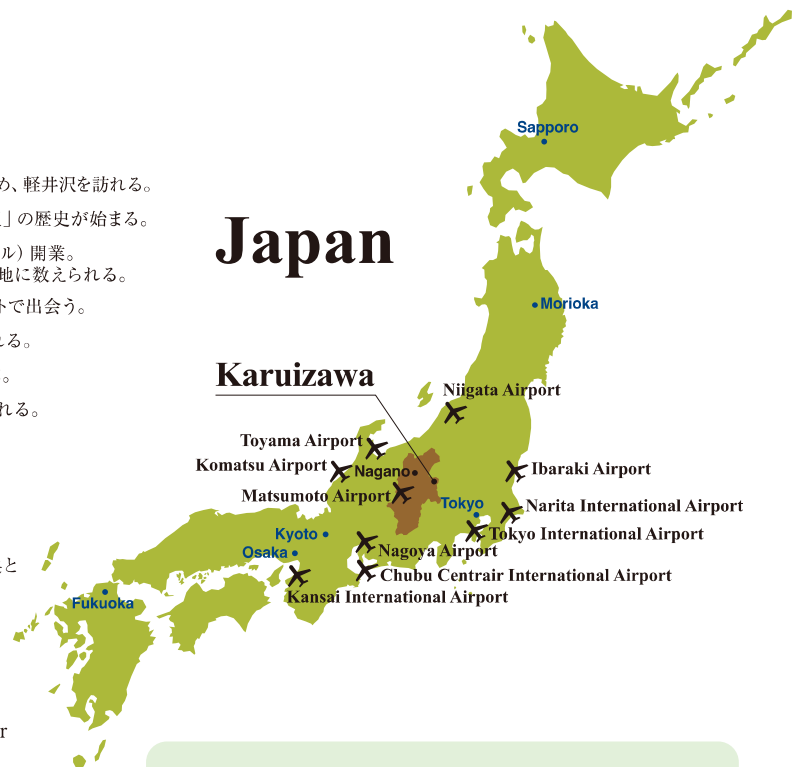 Sapporo
め、軽井沢を訪れる。
」の歴史が始まる。
Japan
ル）開業。
地に数えられる。
トで出会う。
Morioka
れる。
Karuizawa
。
Niigata Airport
れる。
Toyama Airport
Komatsu Airport
Nagano
Ibaraki Airport
Matsumoto Airport
Tokyo
Narita International Airport
Kyoto
Tokyo International Airport
Osaka
Nagoya Airport
と
Chubu Centrair International Airport
Kansai International Airport
Fukuoka
r